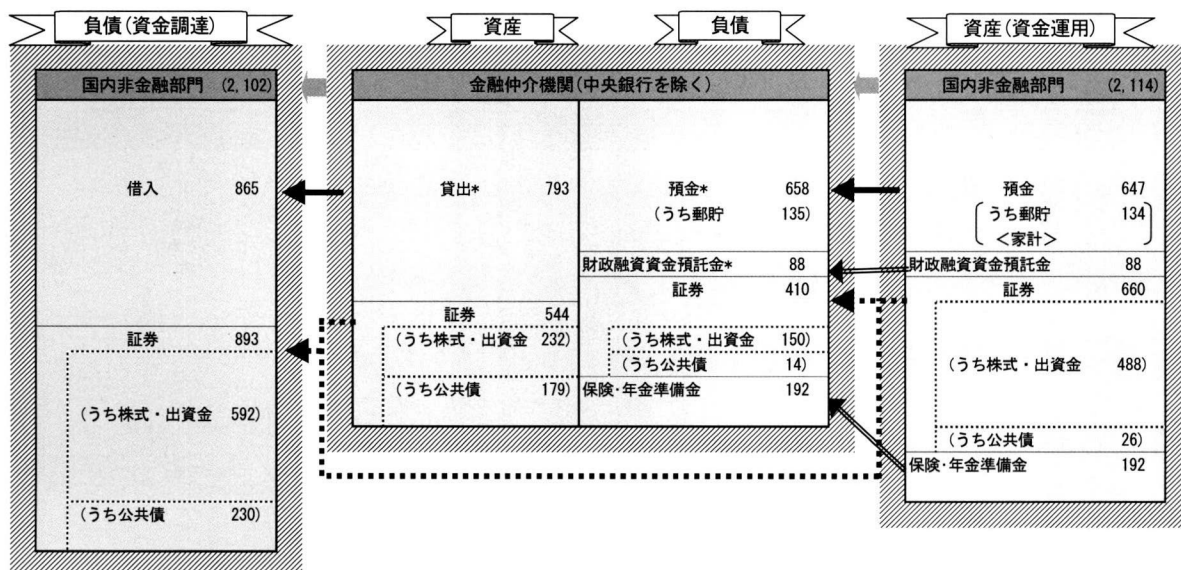 負債(資金調達)
資産
負債
資産(資金運用)
国内非金融部門 (2,102)
借入 865
証券 893
(うち株式・出資金 592)
(うち公共債 230)
金融仲介機関(中央銀行を除く)
貸出* 793
証券 544
(うち株式・出資金 232)
(うち公共債 179)
預金* 658
(うち郵貯 135)
財政融資資金預託金* 88
証券 410
(うち株式・出資金 150)
(うち公共債 14)
保険・年金準備金 192
国内非金融部門 (2,114)
預金 647
うち郵貯 134
<家計>
財政融資資金預託金 88
証券 660
(うち株式・出資金 488)
(うち公共債 26)
保険・年金準備金 192